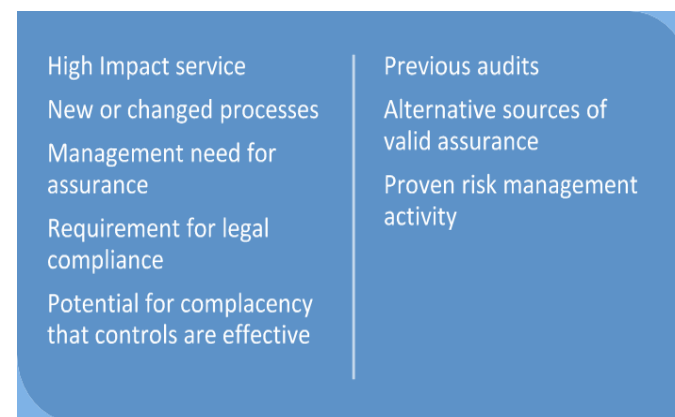 High Impact service
New or changed processes
Management need for
assurance
Requirement for legal
compliance
Potential for complacency
that controls are effective
Previous audits
Alternative sources of
valid assurance
Proven risk management
activity